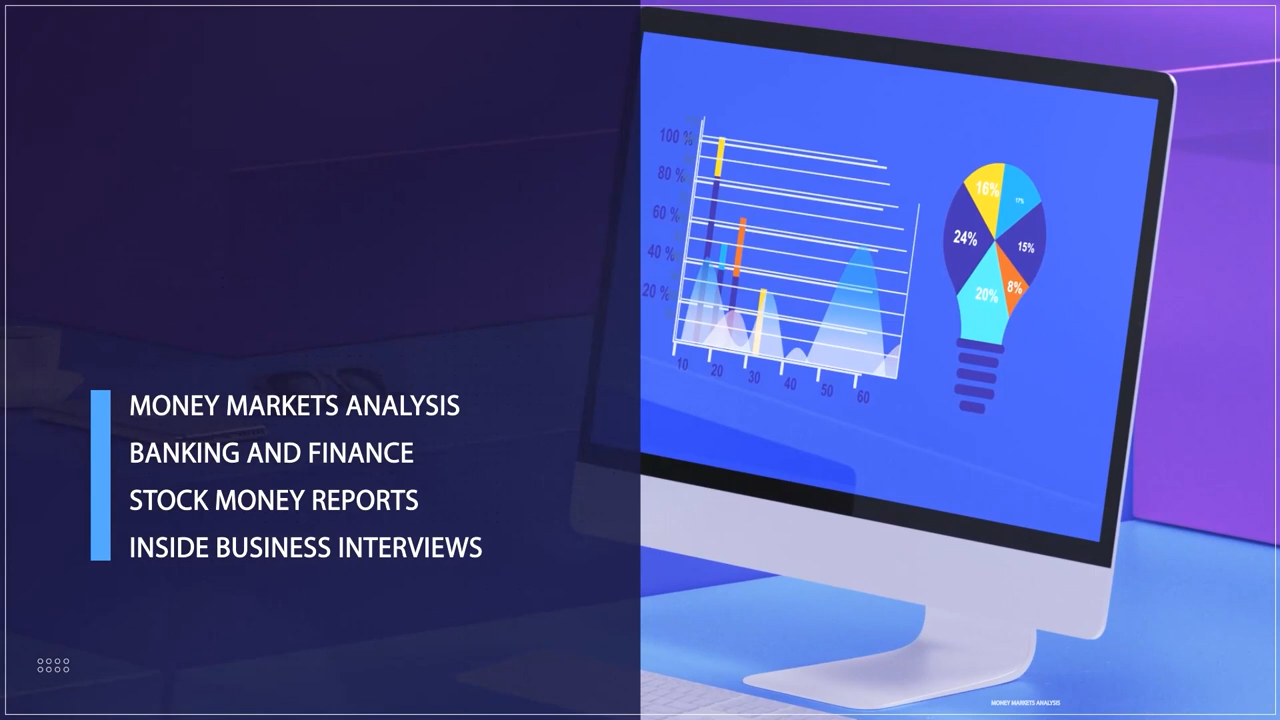 MONEY MARKETS ANALYSIS
BANKING AND FINANCE
STOCK MONEY REPORTS
INSIDE BUSINESS INTERVIEWS
100 %
80 %
60 %
40 %
20 %
10 20 30 40 50 60
16%
17%
24%
15%
20%
8%
MONEY MARKETS ANALYSIS